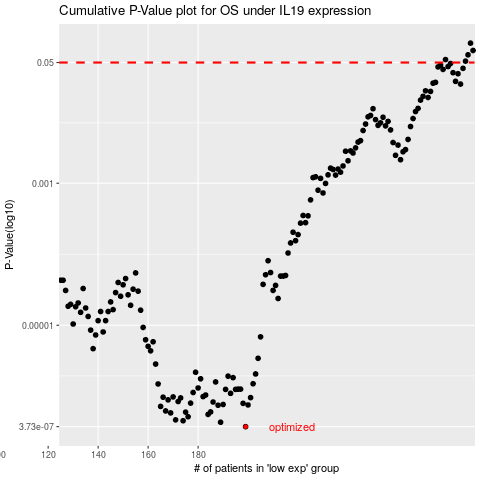 Cumulative P-Value plot for OS under IL19 expression
P-Value(log10)
0.05
0.001
0.00001
3.73e-07
optimized
00 120 140 160 180
# of patients in 'low exp' group